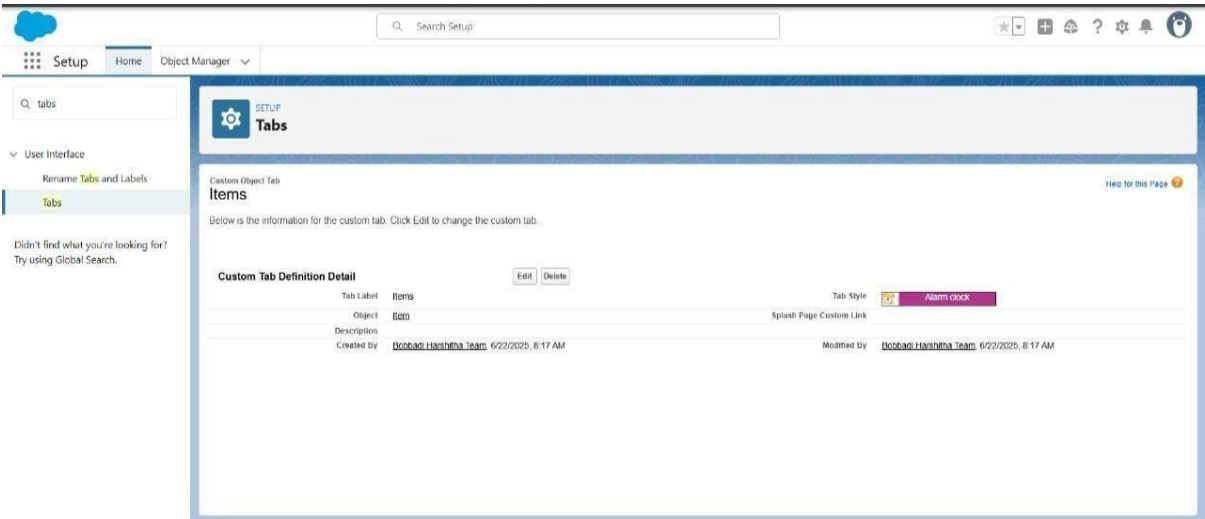 Search Setup
Setup Home Object Manager
tabs
User Interface
Rename Tabs and Labels
Tabs
Didn't find what you're looking for?
Try using Global Search.
SETUP
Tabs
Custom Object Tab
Items
Help for this Page
Below is the information for the custom tab. Click Edit to change the custom tab.
Custom Tab Definition Detail Edit Delete
Tab Label Items Tab Style Alarm clock
Object Item Splash Page Custom Link
Description
Created By Bobbadi Harshitha Team, 6/22/2025, 8:17 AM Modified By Bobbadi Harshitha Team, 6/22/2025, 8:17 AM